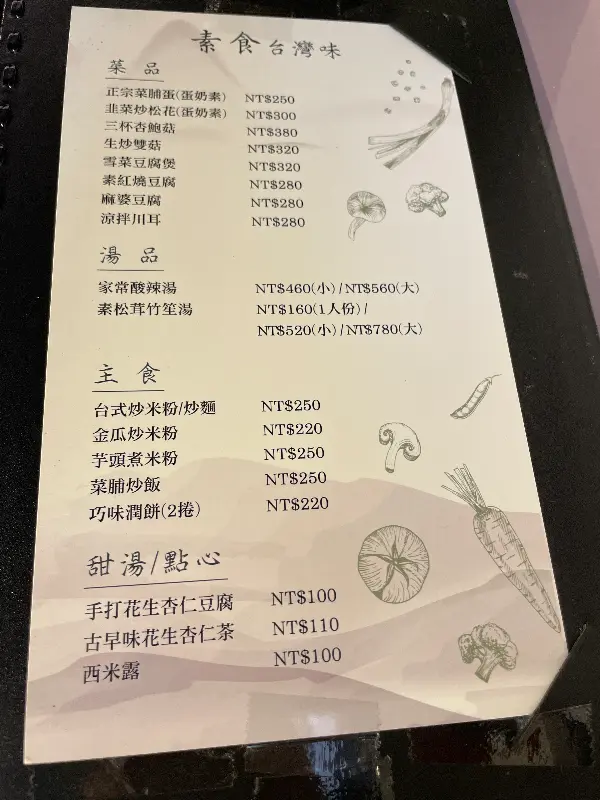 素食台灣味
菜品
正宗菜脯蛋(蛋奶素) NT$250
韭菜炒松花(蛋奶素) NT$300
三杯杏鮑菇 NT$380
生炒雙菇 NT$320
雪菜豆腐煲 NT$320
素紅燒豆腐 NT$280
麻婆豆腐 NT$280
涼拌川耳 NT$280
湯品
家常酸辣湯 NT$460(小)/NT$560(大)
素松茸竹笙湯 NT$160(1人份)/
NT$520(小)/NT$780(大)
主食
台式炒米粉/炒麵 NT$250
金瓜炒米粉 NT$220
芋頭煮米粉 NT$250
菜脯炒飯 NT$250
巧味潤餅(2捲) NT$220
甜湯/點心
手打花生杏仁豆腐 NT$100
古早味花生杏仁茶 NT$110
西米露 NT$100